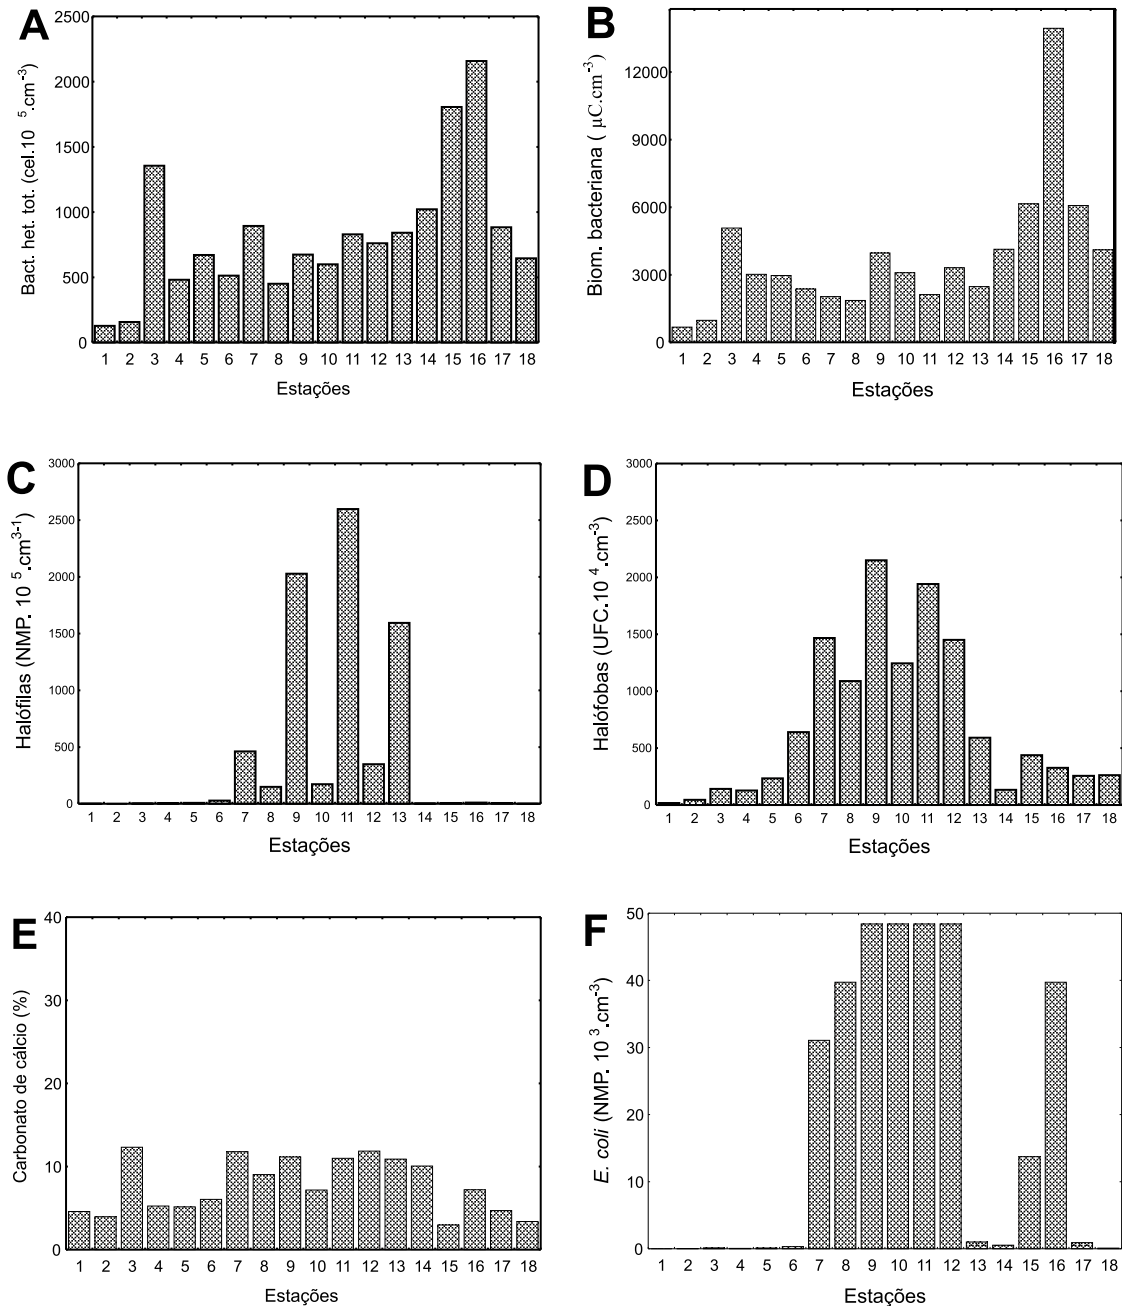 A
Bact. het. tot. (cel.10 5.cm-3)
2500
2000
1500
1000
500
0
1 2 3 4 5 6 7 8 9 10 11 12 13 14 15 16 17 18
Estações
B
Biom. bacteriana ( μC.cm-3)
12000
9000
6000
3000
0
1 2 3 4 5 6 7 8 9 10 11 12 13 14 15 16 17 18
Estações
C
Halófilas (NMP. 10 5.cm3-1)
3000
2500
2000
1500
1000
500
0
1 2 3 4 5 6 7 8 9 10 11 12 13 14 15 16 17 18
Estações
D
Halófobas (UFC.10 4.cm-3)
3000
2500
2000
1500
1000
500
0
1 2 3 4 5 6 7 8 9 10 11 12 13 14 15 16 17 18
Estações
E
Carbonato de cálcio (%)
40
30
20
10
0
1 2 3 4 5 6 7 8 9 10 11 12 13 14 15 16 17 18
Estações
F
E. coli (NMP. 10 3.cm-3)
50
40
30
20
10
0
1 2 3 4 5 6 7 8 9 10 11 12 13 14 15 16 17 18
Estações